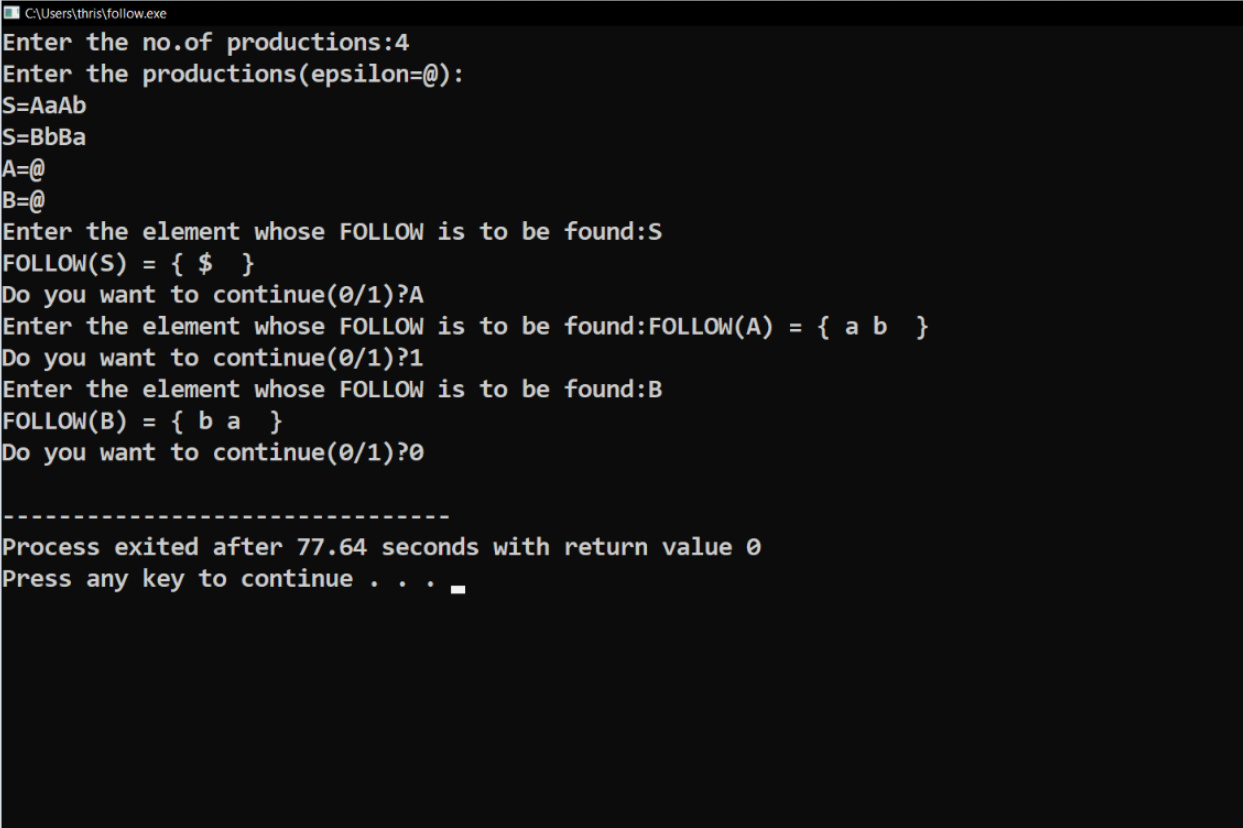 C:\Users\thris\follow.exe
Enter the no.of productions:4
Enter the productions(epsilon=@):
S=AaAb
S=BbBa
A=@
B=@
Enter the element whose FOLLOW is to be found:S
FOLLOW(S) = { $  }
Do you want to continue(0/1)?A
Enter the element whose FOLLOW is to be found:FOLLOW(A) = { a b  }
Do you want to continue(0/1)?1
Enter the element whose FOLLOW is to be found:B
FOLLOW(B) = { b a  }
Do you want to continue(0/1)?0
--------------------------------
Process exited after 77.64 seconds with return value 0
Press any key to continue . . .